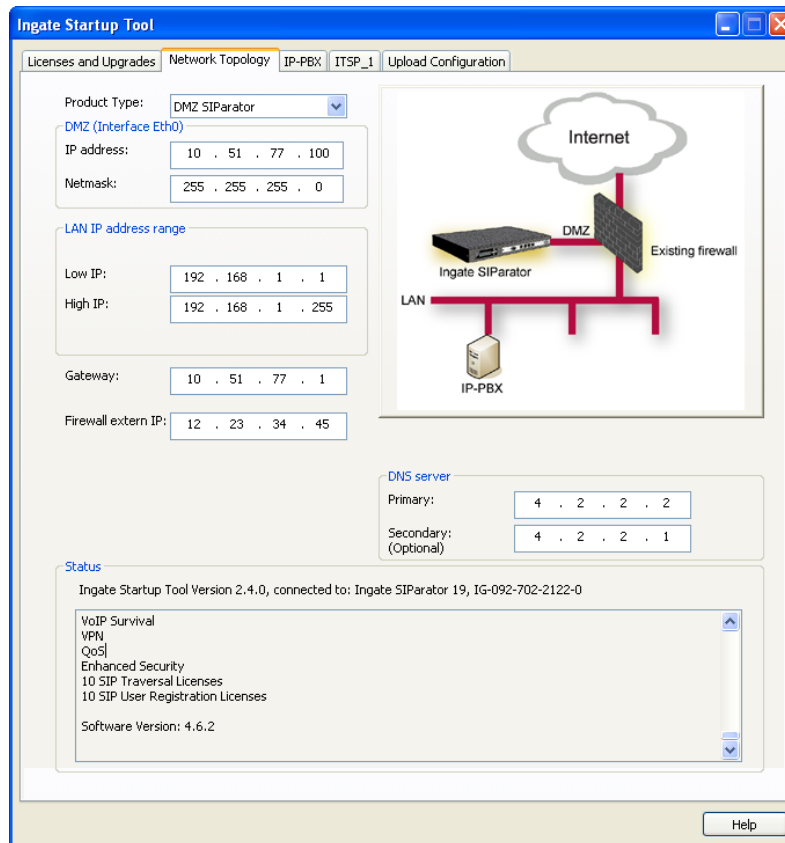 Ingate Startup Tool
Licenses and Upgrades Network Topology IP-PBX ITSP_1 Upload Configuration
Product Type: DMZ SIParator
DMZ (Interface Eth0)
IP address: 10 . 51 . 77 . 100
Netmask: 255 . 255 . 255 . 0
LAN IP address range
Low IP: 192 . 168 . 1 . 1
High IP: 192 . 168 . 1 . 255
Gateway: 10 . 51 . 77 . 1
Firewall extern IP: 12 . 23 . 34 . 45
Internet
DMZ
Existing firewall
Ingate SIParator
LAN
IP-PBX
DNS server
Primary: 4 . 2 . 2 . 2
Secondary: 4 . 2 . 2 . 1
(Optional)
Status
Ingate Startup Tool Version 2.4.0, connected to: Ingate SIParator 19, IG-092-702-2122-0
VoIP Survival
VPN
QoS
Enhanced Security
10 SIP Traversal Licenses
10 SIP User Registration Licenses
Software Version: 4.6.2
Help